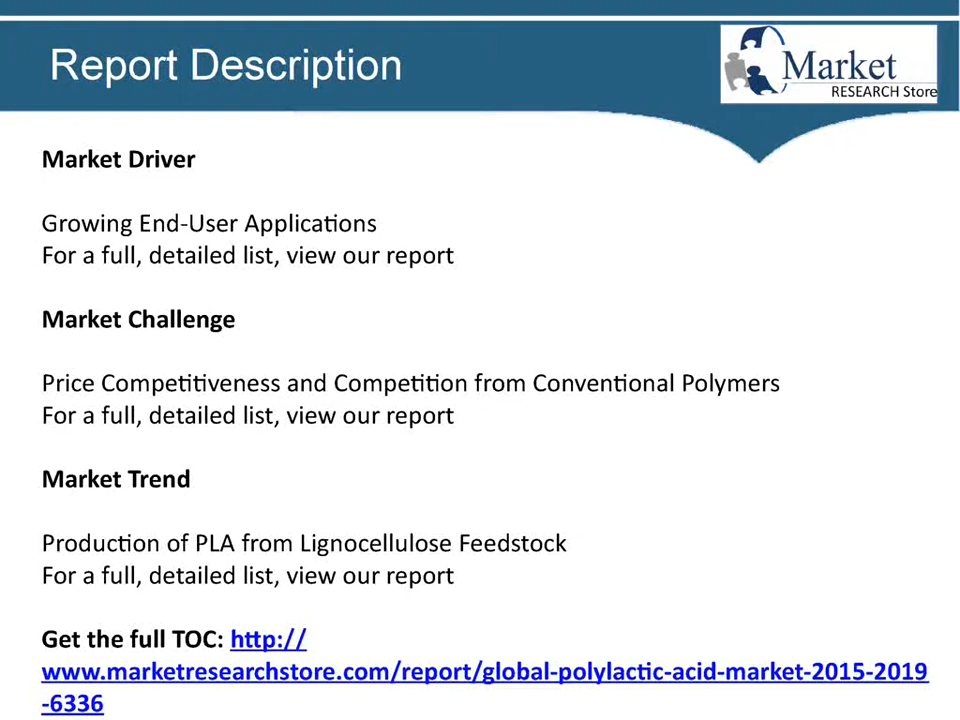 Report Description
Market
RESEARCH Store
Market Driver
Growing End-User Applications
For a full, detailed list, view our report
Market Challenge
Price Competitiveness and Competition from Conventional Polymers
For a full, detailed list, view our report
Market Trend
Production of PLA from Lignocellulose Feedstock
For a full, detailed list, view our report
Get the full TOC: http://
www.marketresearchstore.com/report/global-polylactic-acid-market-2015-2019
-6336